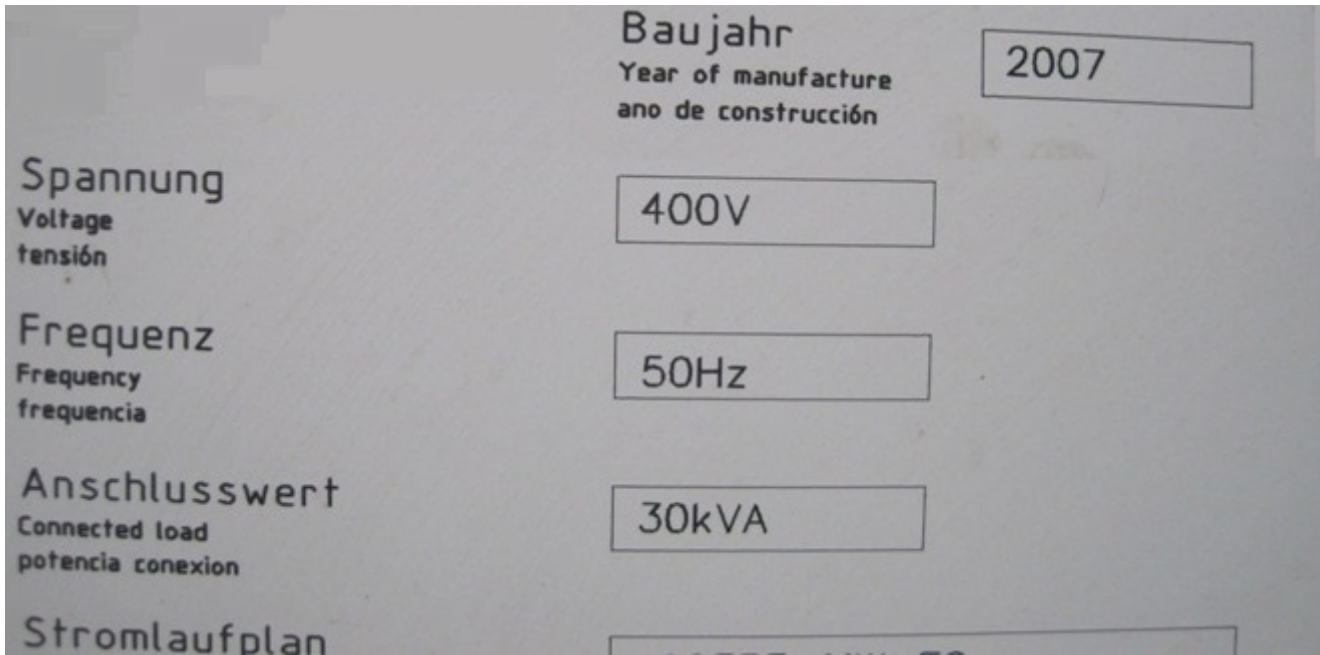 Baujahr
2007
Year of manufacture
ano de construcción
Spannung
400V
Voltage
tensión
Frequenz
50Hz
Frequency
frequencia
Anschlusswert
30kVA
Connected load
potencia conexion
Stromlaufplan